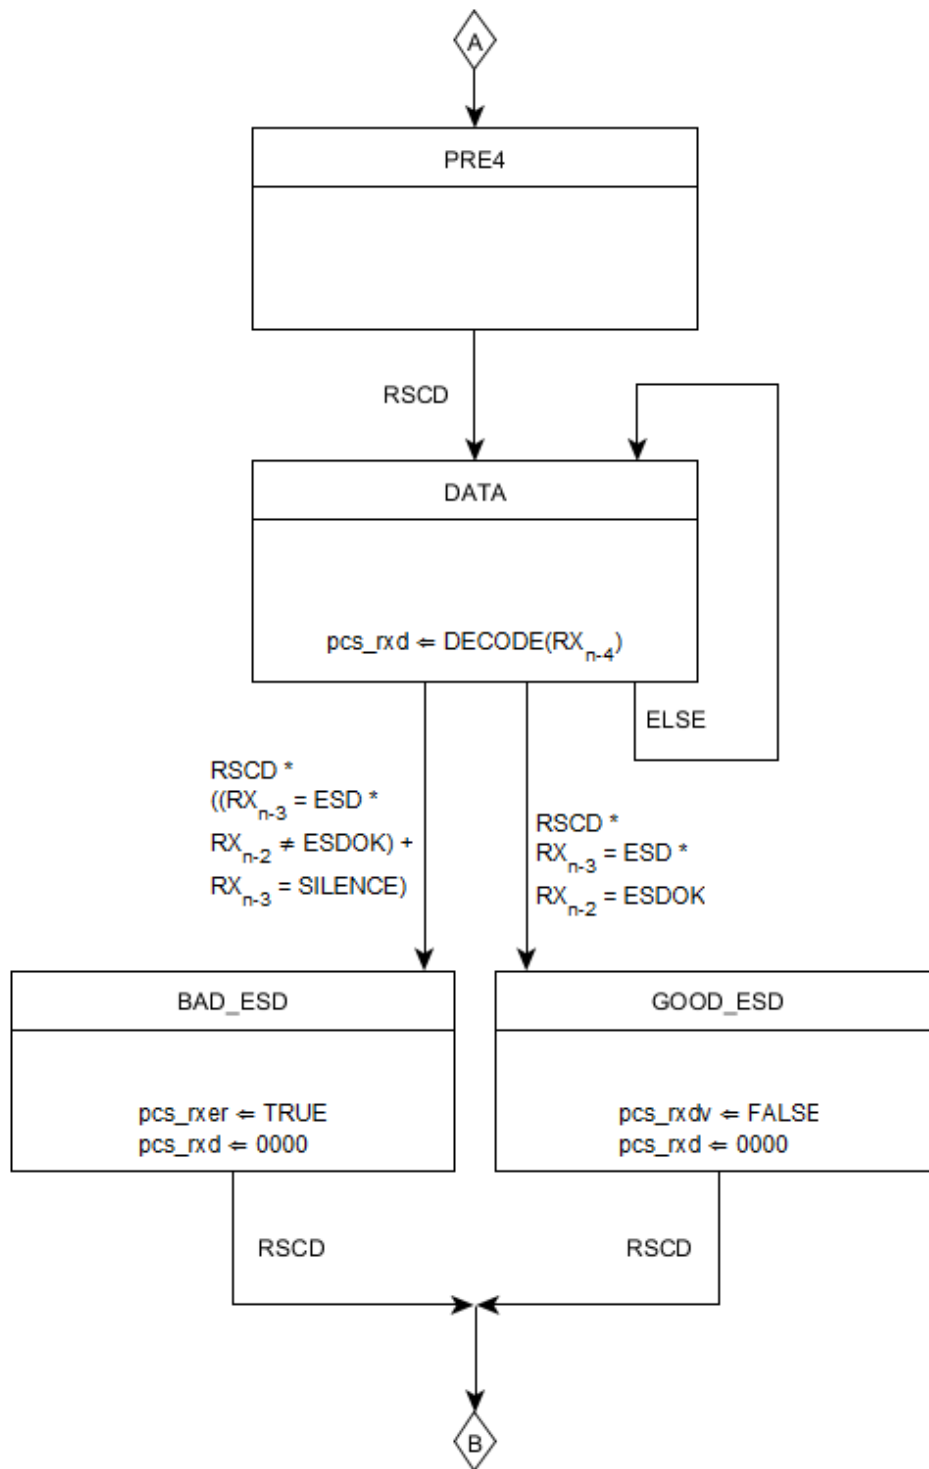 A
PRE4
RSCD
DATA
pcs_rxd ⇐ DECODE(RXn-4)
ELSE
RSCD *
((RXn-3 = ESD *
RXn-2 ≠ ESDOK) +
RXn-3 = SILENCE)
RSCD *
RXn-3 = ESD *
RXn-2 = ESDOK
BAD_ESD
pcs_rxer ⇐ TRUE
pcs_rxd ⇐ 0000
GOOD_ESD
pcs_rxdv ⇐ FALSE
pcs_rxd ⇐ 0000
RSCD
RSCD
B